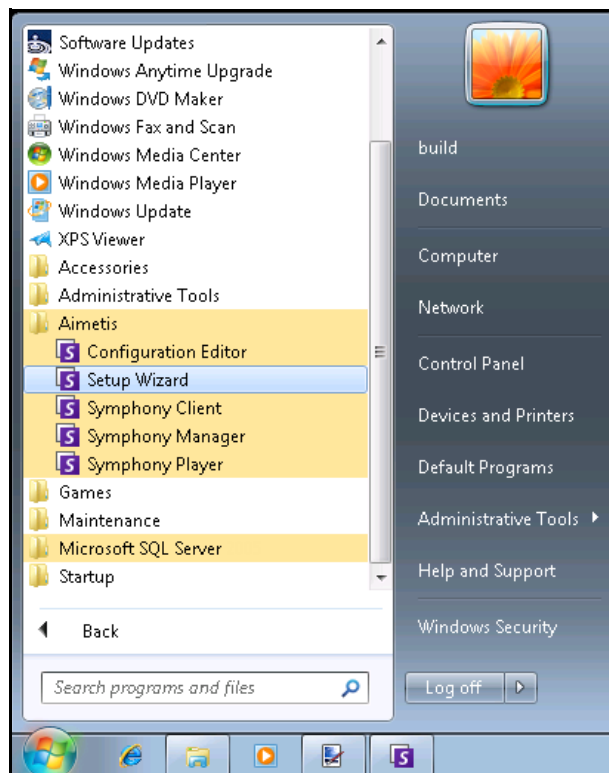 Software Updates
Windows Anytime Upgrade
Windows DVD Maker
Windows Fax and Scan
Windows Media Center
Windows Media Player
Windows Update
XPS Viewer
Accessories
Administrative Tools
Aimetis
Configuration Editor
Setup Wizard
Symphony Client
Symphony Manager
Symphony Player
Games
Maintenance
Microsoft SQL Server
Startup
Back
Search programs and files
build
Documents
Computer
Network
Control Panel
Devices and Printers
Default Programs
Administrative Tools
Help and Support
Windows Security
Log off